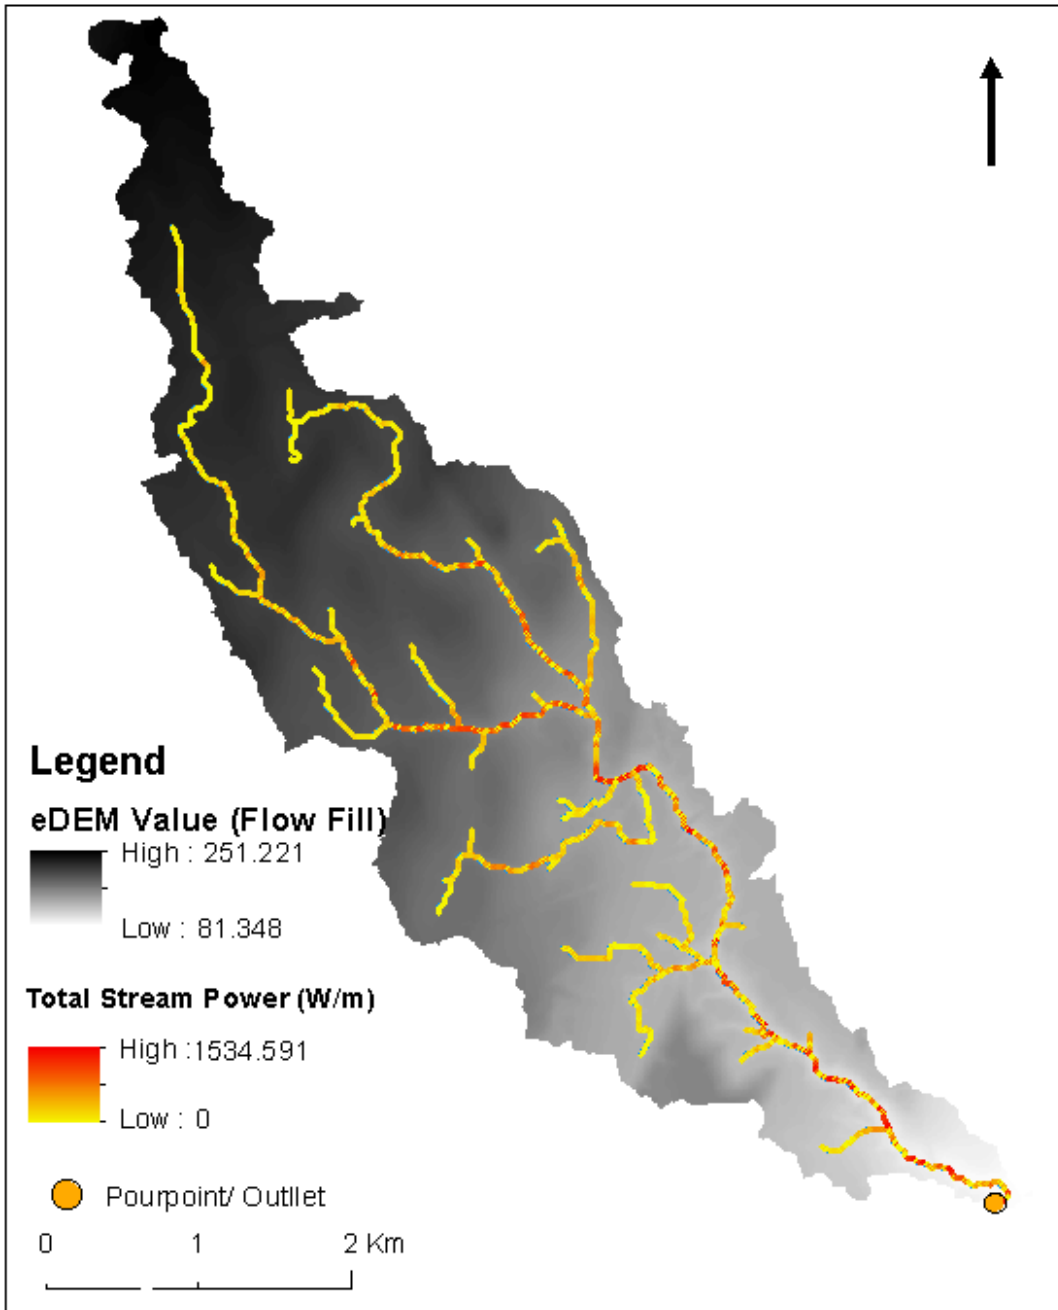 Legend
eDEM Value (Flow Fill)
High : 251.221
Low : 81.348
Total Stream Power (W/m)
High :1534.591
Low : 0
Pourpoint/ Outllet
0 1 2 Km